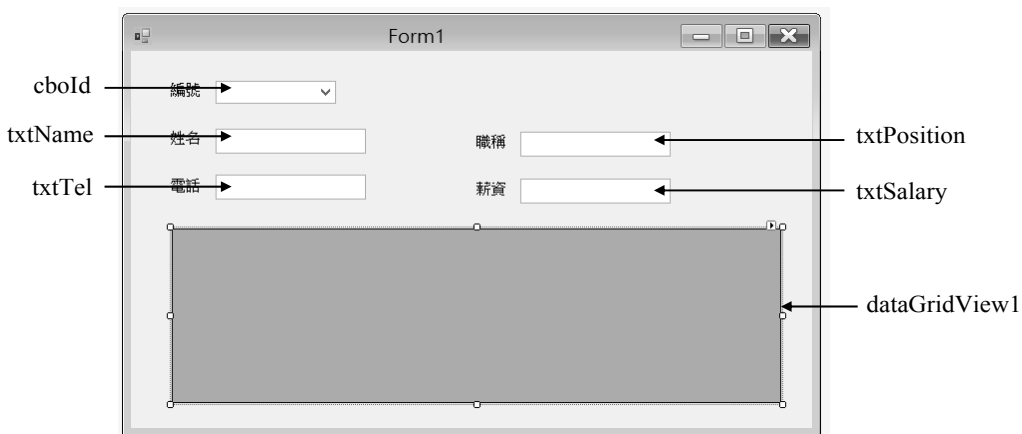 Form1
cboId
編號
txtName
姓名
職稱
txtPosition
txtTel
電話
薪資
txtSalary
dataGridView1